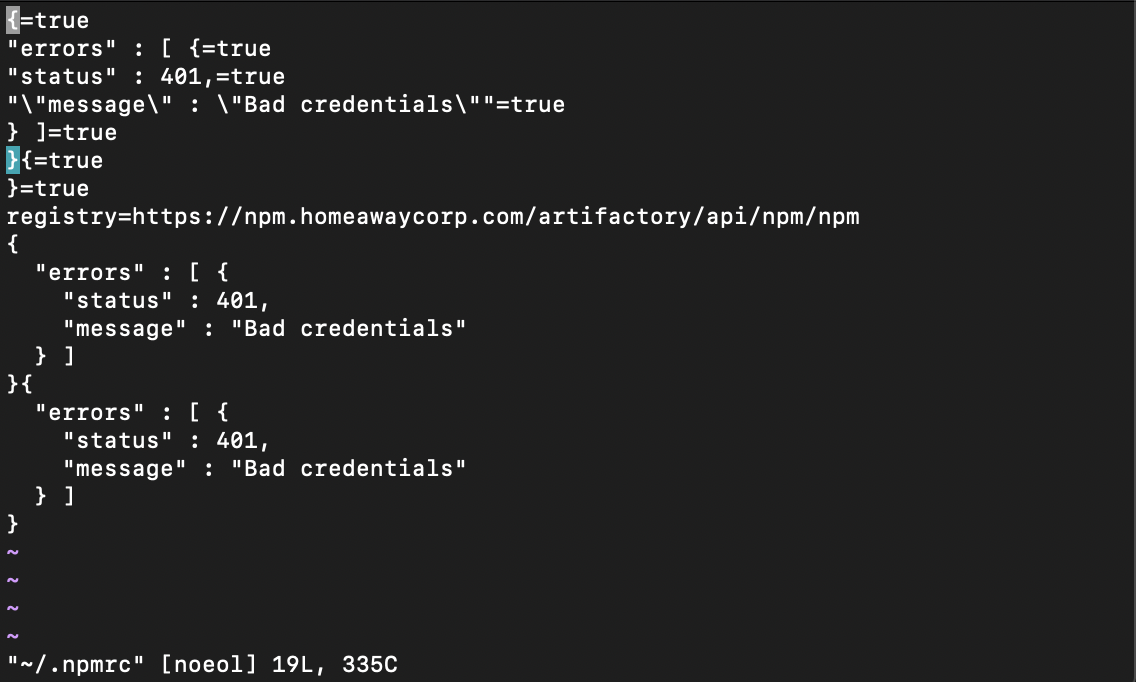 {=true
"errors" : [ {=true
"status" : 401,=true
"\"message\" : \"Bad credentials\""=true
} ]=true
}{=true
}=true
registry=https://npm.homeawaycorp.com/artifactory/api/npm/npm
{
  "errors" : [ {
    "status" : 401,
    "message" : "Bad credentials"
  } ]
}{
  "errors" : [ {
    "status" : 401,
    "message" : "Bad credentials"
  } ]
}
~
~
~
~
"~/.npmrc" [noeol] 19L, 335C